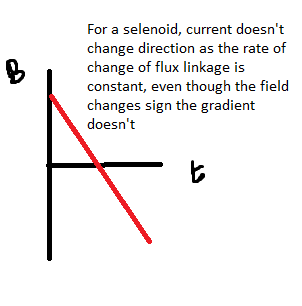 For a selenoid, current doesn't
change direction as the rate of
change of flux linkage is
constant, even though the field
changes sign the gradient
doesn't
B
t